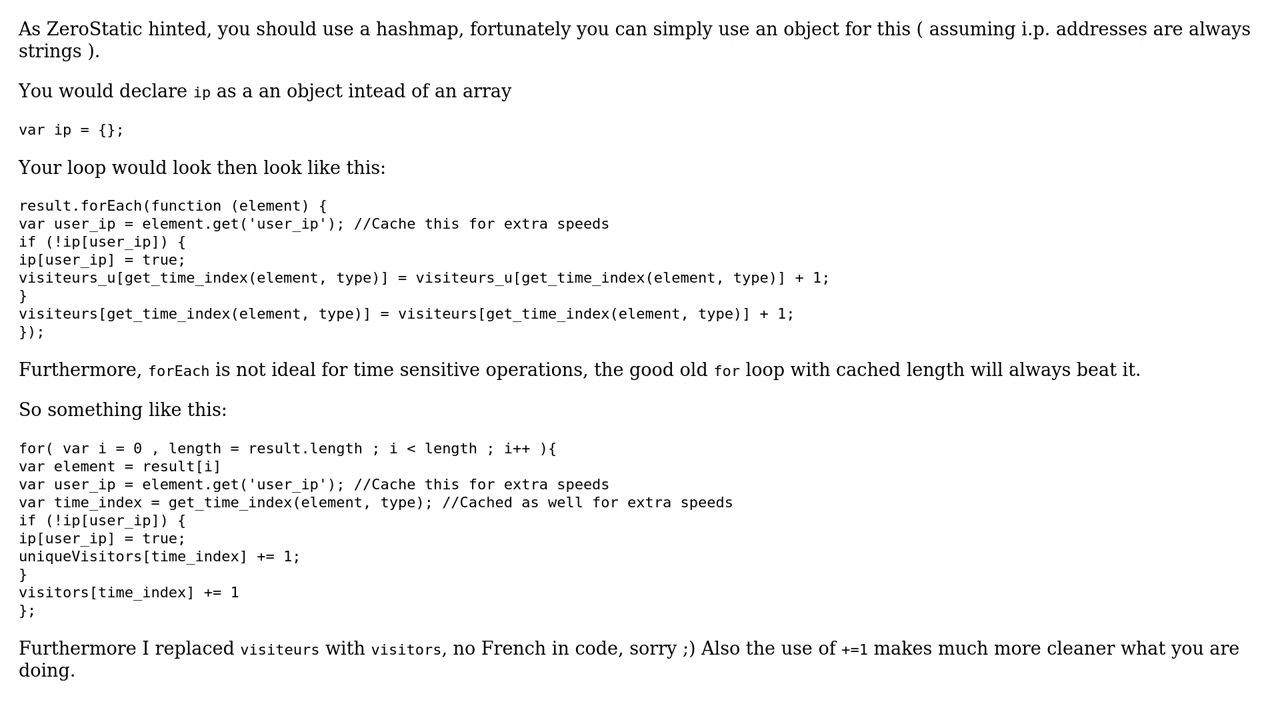 As ZeroStatic hinted, you should use a hashmap, fortunately you can simply use an object for this ( assuming i.p. addresses are always
strings ).
You would declare ip as a an object intead of an array
var ip = {};
Your loop would look then look like this:
result.forEach(function (element) {
var user_ip = element.get('user_ip'); //Cache this for extra speeds
if (!ip[user_ip]) {
ip[user_ip] = true;
visiteurs_u[get_time_index(element, type)] = visiteurs_u[get_time_index(element, type)] + 1;
}
visiteurs[get_time_index(element, type)] = visiteurs[get_time_index(element, type)] + 1;
});
Furthermore, forEach is not ideal for time sensitive operations, the good old for loop with cached length will always beat it.
So something like this:
for( var i = 0 , length = result.length ; i < length ; i++ ){
var element = result[i]
var user_ip = element.get('user_ip'); //Cache this for extra speeds
var time_index = get_time_index(element, type); //Cached as well for extra speeds
if (!ip[user_ip]) {
ip[user_ip] = true;
uniqueVisitors[time_index] += 1;
}
visitors[time_index] += 1
};
Furthermore I replaced visiteurs with visitors, no French in code, sorry ;) Also the use of +=1 makes much more cleaner what you are
doing.